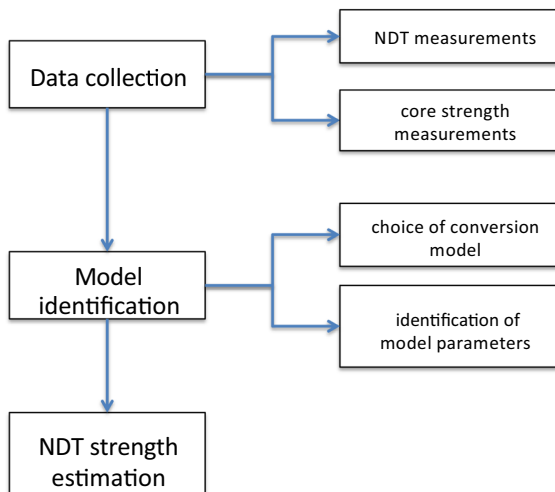 NDT measurements
Data collection
core strength
measurements
choice of conversion
model
Model
identification
identification of
model parameters
NDT strength
estimation